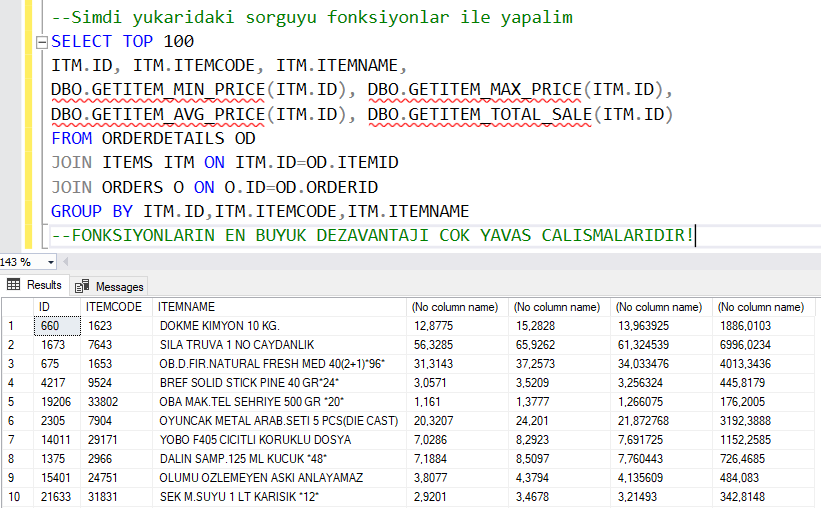 --Simdi yukaridaki sorguyu fonksiyonlar ile yapalim
SELECT TOP 100
ITM.ID, ITM.ITEMCODE, ITM.ITEMNAME,
DBO.GETITEM_MIN_PRICE(ITM.ID), DBO.GETITEM_MAX_PRICE(ITM.ID),
DBO.GETITEM_AVG_PRICE(ITM.ID), DBO.GETITEM_TOTAL_SALE(ITM.ID)
FROM ORDERDETAILS OD
JOIN ITEMS ITM ON ITM.ID=OD.ITEMID
JOIN ORDERS O ON O.ID=OD.ORDERID
GROUP BY ITM.ID,ITM.ITEMCODE,ITM.ITEMNAME
--FONKSIYONLARIN EN BUYUK DEZAVANTAJI COK YAVAS CALISMALARIDIR!
143 %
Results Messages
ID ITEMCODE ITEMNAME (No column name) (No column name) (No column name) (No column name)
1 660 1623 DOKME KIMYON 10 KG. 12,8775 15,2828 13,963925 1886,0103
2 1673 7643 SILA TRUVA 1 NO CAYDANLIK 56,3285 65,9262 61,324539 6996,0234
3 675 1653 OB.D.FIR.NATURAL FRESH MED 40(2+1)*96* 31,3143 37,2573 34,033476 4013,3436
4 4217 9524 BREF SOLID STICK PINE 40 GR*24* 3,0571 3,5209 3,256324 445,8179
5 19206 33802 OBA MAK.TEL SEHRIYE 500 GR *20* 1,161 1,3777 1,266075 176,2005
6 2305 7904 OYUNCAK METAL ARAB.SETI 5 PCS(DIE CAST) 20,3207 24,201 21,872768 3192,3888
7 14011 29171 YOBO F405 CICITLI KORUKLU DOSYA 7,0286 8,2923 7,691725 1152,2585
8 1375 2966 DALIN SAMP.125 ML KUCUK *48* 7,1884 8,5097 7,760443 726,4685
9 15401 24751 OLUMU OZLEMEYEN ASKI ANLAYAMAZ 3,8077 4,3794 4,135609 484,083
10 21633 31831 SEK M.SUYU 1 LT KARISIK *12* 2,9201 3,4678 3,21493 342,8148